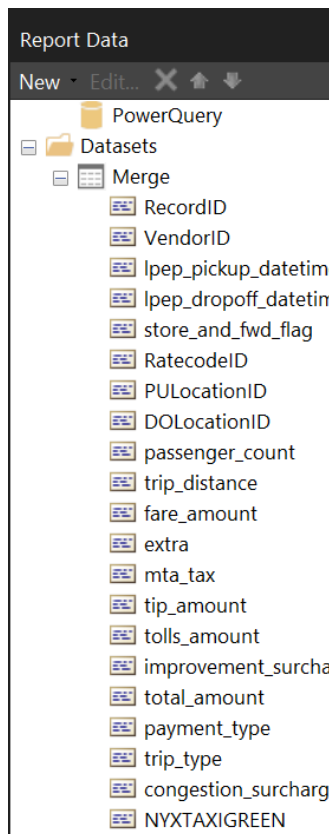 Report Data
New Edit...
PowerQuery
Datasets
Merge
RecordID
VendorID
lpep_pickup_datetim
lpep_dropoff_datetim
store_and_fwd_flag
RatecodeID
PULocationID
DOLocationID
passenger_count
trip_distance
fare_amount
extra
mta_tax
tip_amount
tolls_amount
improvement_surcha
total_amount
payment_type
trip_type
congestion_surcharg
NYXTAXIGREEN